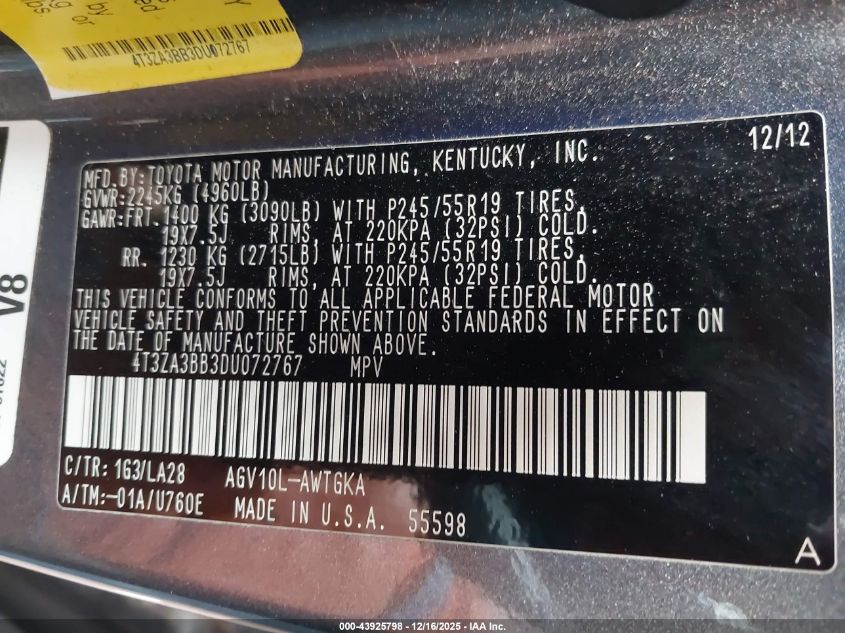 by
or
4T3ZA3BB3DU072767
12/12
MFD.BY:TOYOTA MOTOR MANUFACTURING, KENTUCKY, INC.
GVWR:2245KG (4960LB)
GAWR:FRT.1400 KG (3090LB) WITH P245/55R19 TIRES,
19X7.5J RIMS, AT 220KPA (32PSI) COLD.
RR. 1230 KG (2715LB) WITH P245/55R19 TIRES,
19X7.5J RIMS, AT 220KPA (32PSI) COLD.
THIS VEHICLE CONFORMS TO ALL APPLICABLE FEDERAL MOTOR
VEHICLE SAFETY AND THEFT PREVENTION STANDARDS IN EFFECT ON
THE DATE OF MANUFACTURE SHOWN ABOVE.
4T3ZA3BB3DU072767 MPV
C/TR: 1G3/LA28 AGV10L-AWTGKA
A/TM:-01A/U760E MADE IN U.S.A. 55598
A
V8
000-43925798 - 12/16/2025 - IAA Inc.